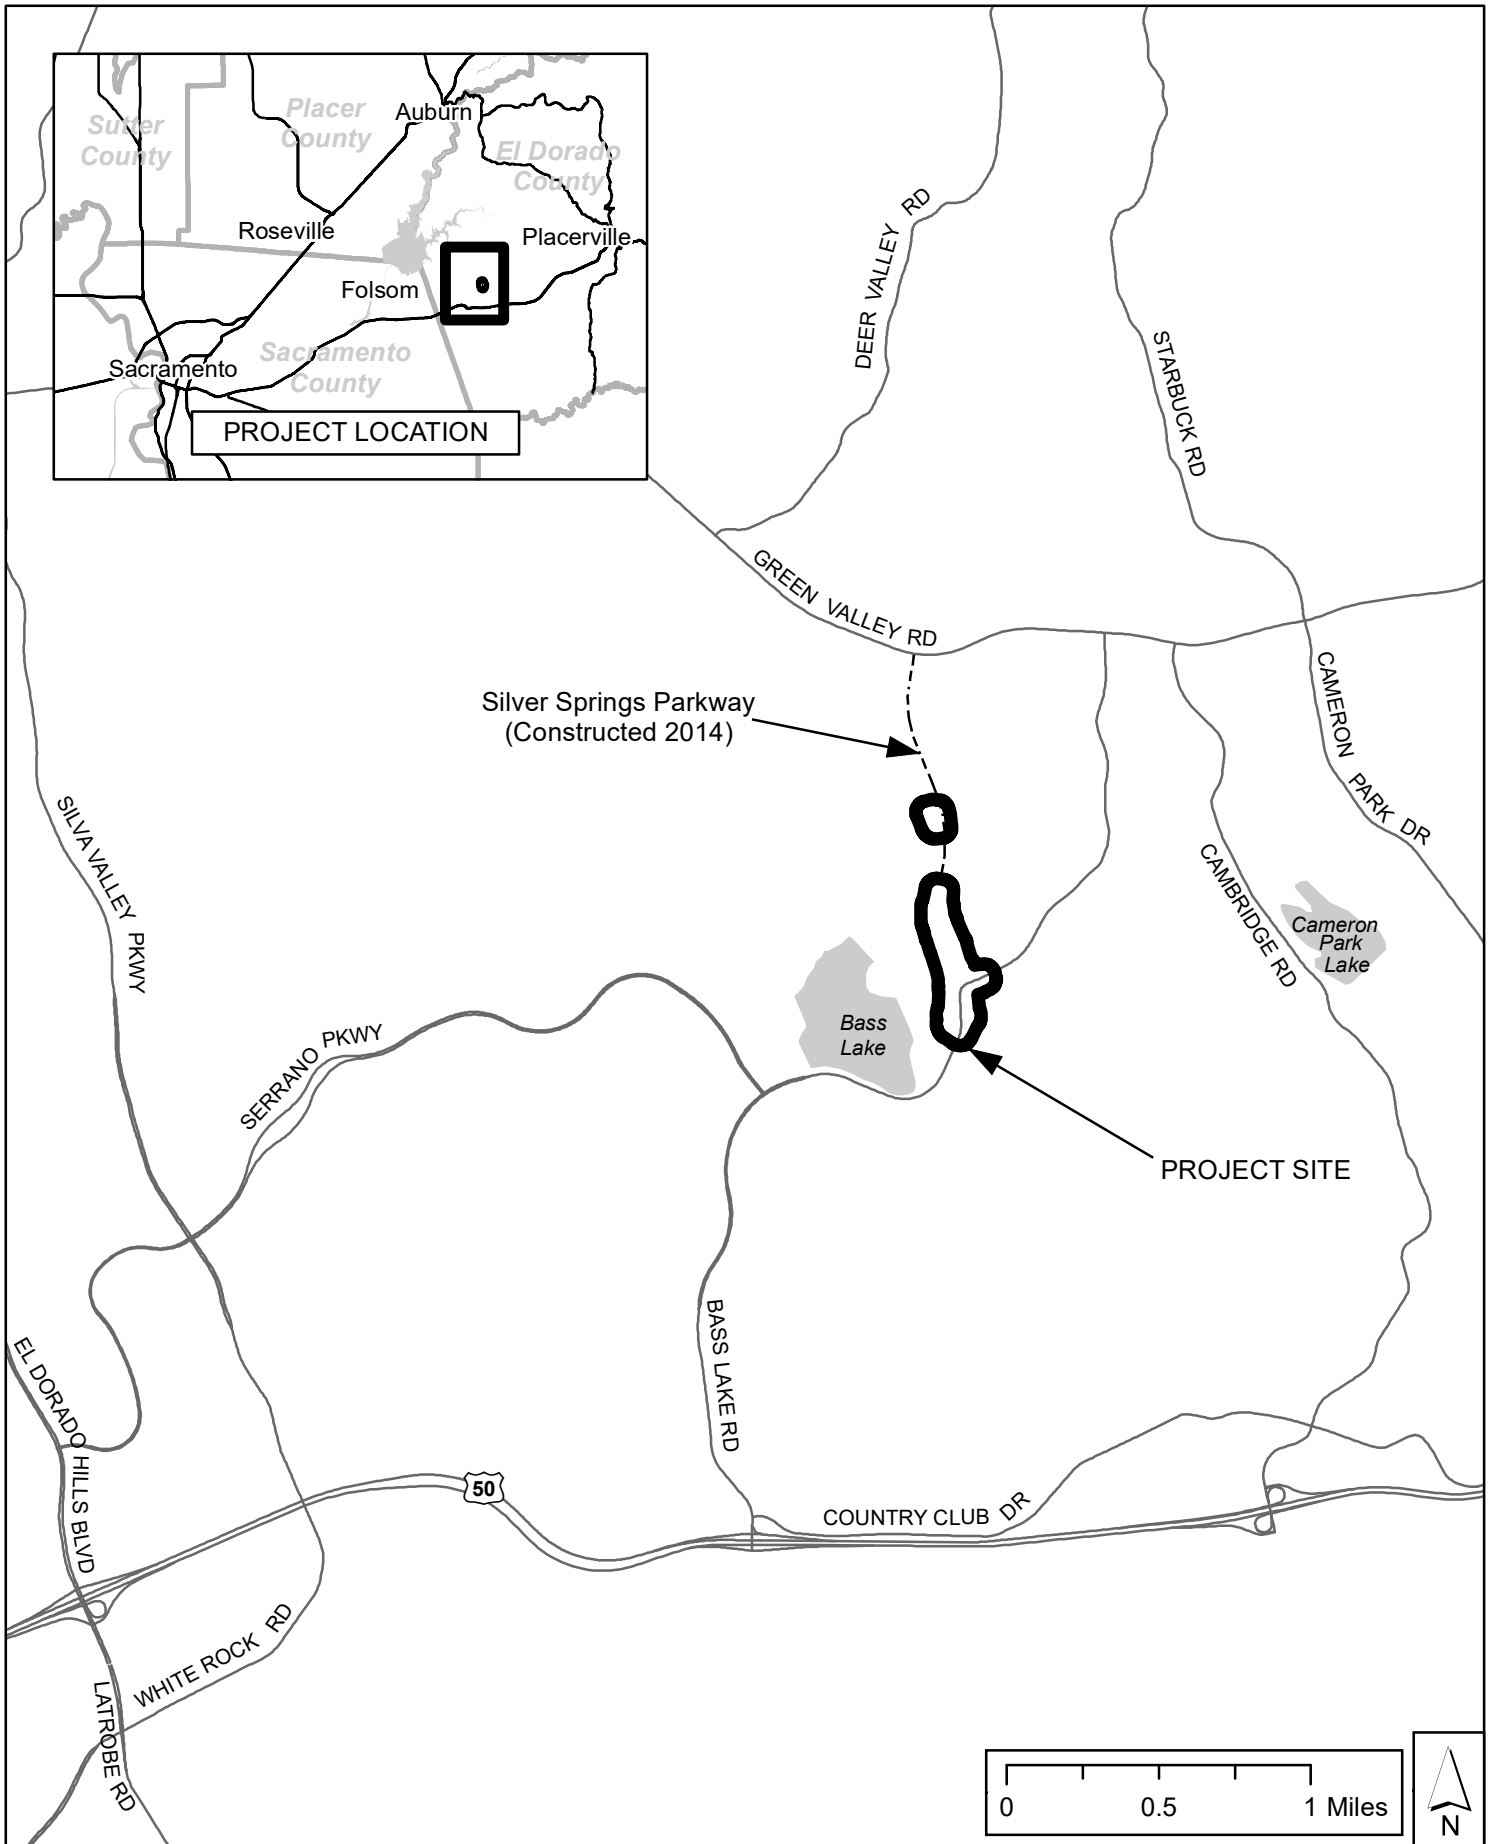 Sutter
County
Placer
County
Auburn
El Dorado
County
Roseville
Placerville
Folsom
Sacramento
County
Sacramento
PROJECT LOCATION
DEER VALLEY RD
STARBUCK RD
GREEN VALLEY RD
CAMERON PARK DR
Silver Springs Parkway
(Constructed 2014)
SILVA VALLEY PKWY
CAMBRIDGE RD
Cameron
Park
Lake
Bass
Lake
SERRANO PKWY
PROJECT SITE
BASS LAKE RD
EL DORADO HILLS BLVD
50
COUNTRY CLUB DR
WHITE ROCK RD
LATROBE RD
0 0.5 1 Miles
N